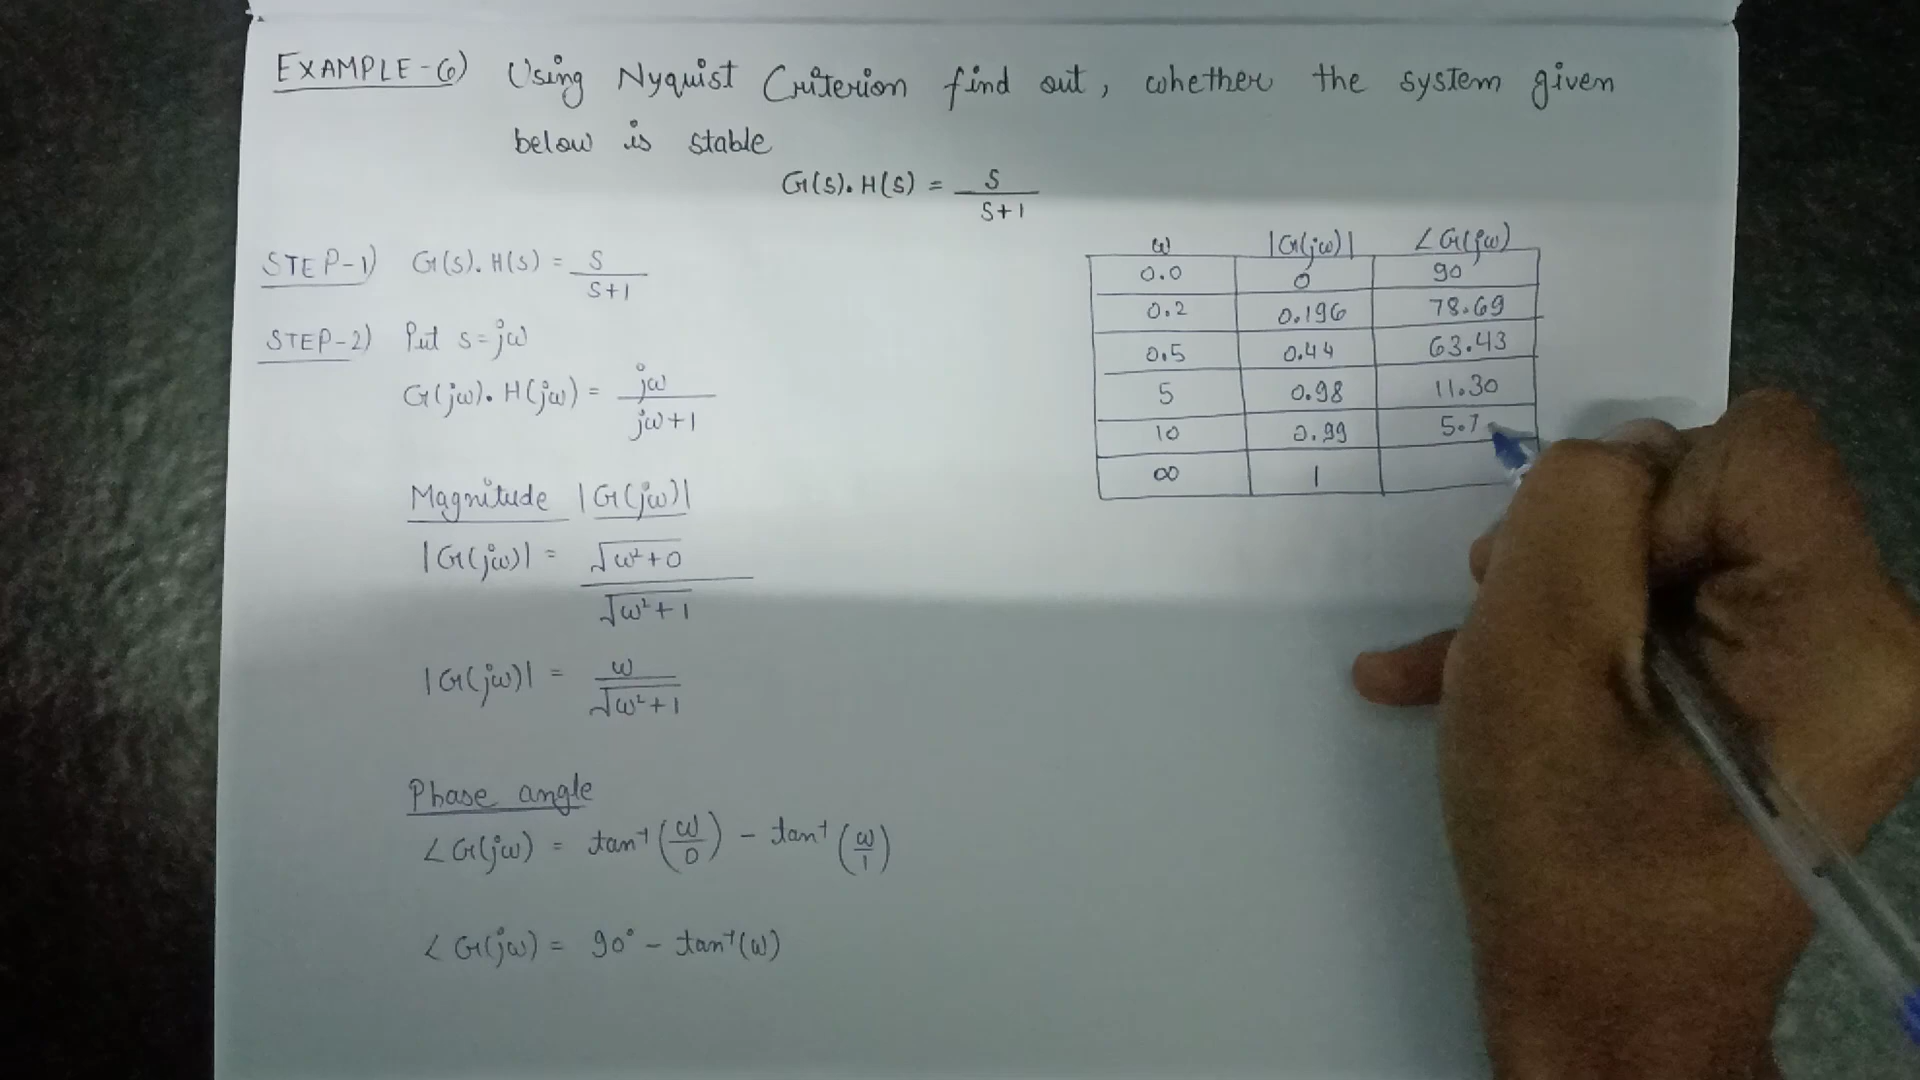 EXAMPLE-6) Using Nyquist Criterion find out, whether the system given
below is stable
G(s).H(s) = s / s+1
STEP-1) G(s).H(s) = s / s+1
STEP-2) Put s=jω
G(jω).H(jω) = jω / jω+1
Magnitude |G(jω)|
|G(jω)| = √ω²+0 / √ω²+1
|G(jω)| = ω / √ω²+1
Phase angle
∠G(jω) = tan⁻¹(ω/0) - tan⁻¹(ω/1)
∠G(jω) = 90° - tan⁻¹(ω)
ω |G(jω)| ∠G(jω)
0.0 0 90
0.2 0.196 78.69
0.5 0.44 63.43
5 0.98 11.30
10 0.99 5.7
∞ 1